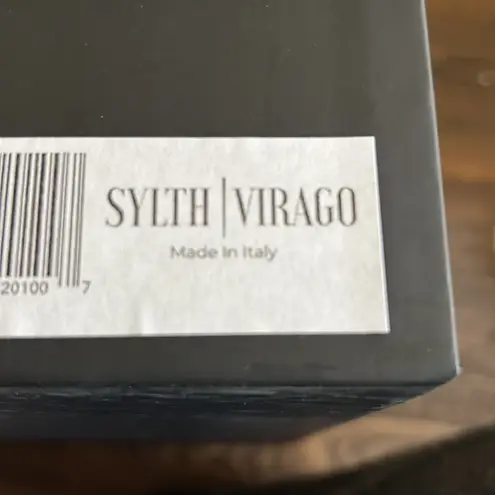 SYLTH | VIRAGO
Made In Italy
20100 7